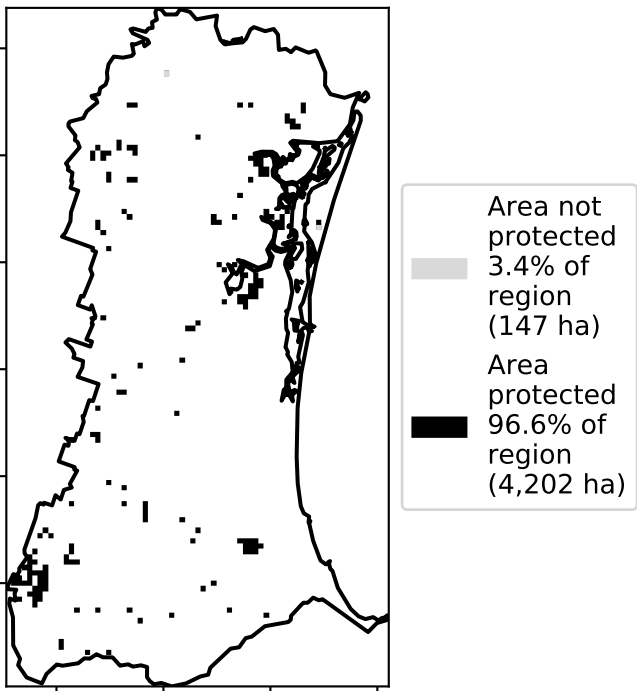 Area not
protected
3.4% of
region
(147 ha)
Area
protected
96.6% of
region
(4,202 ha)